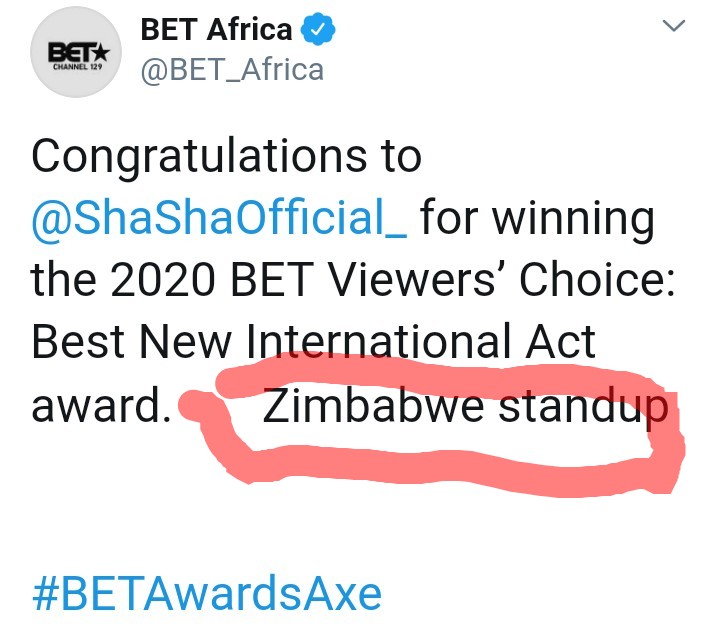 BET★
CHANNEL 129
BET Africa
@BET_Africa
Congratulations to
@ShaShaOfficial_ for winning
the 2020 BET Viewers’ Choice:
Best New International Act
award. Zimbabwe standup
#BETAwardsAxe